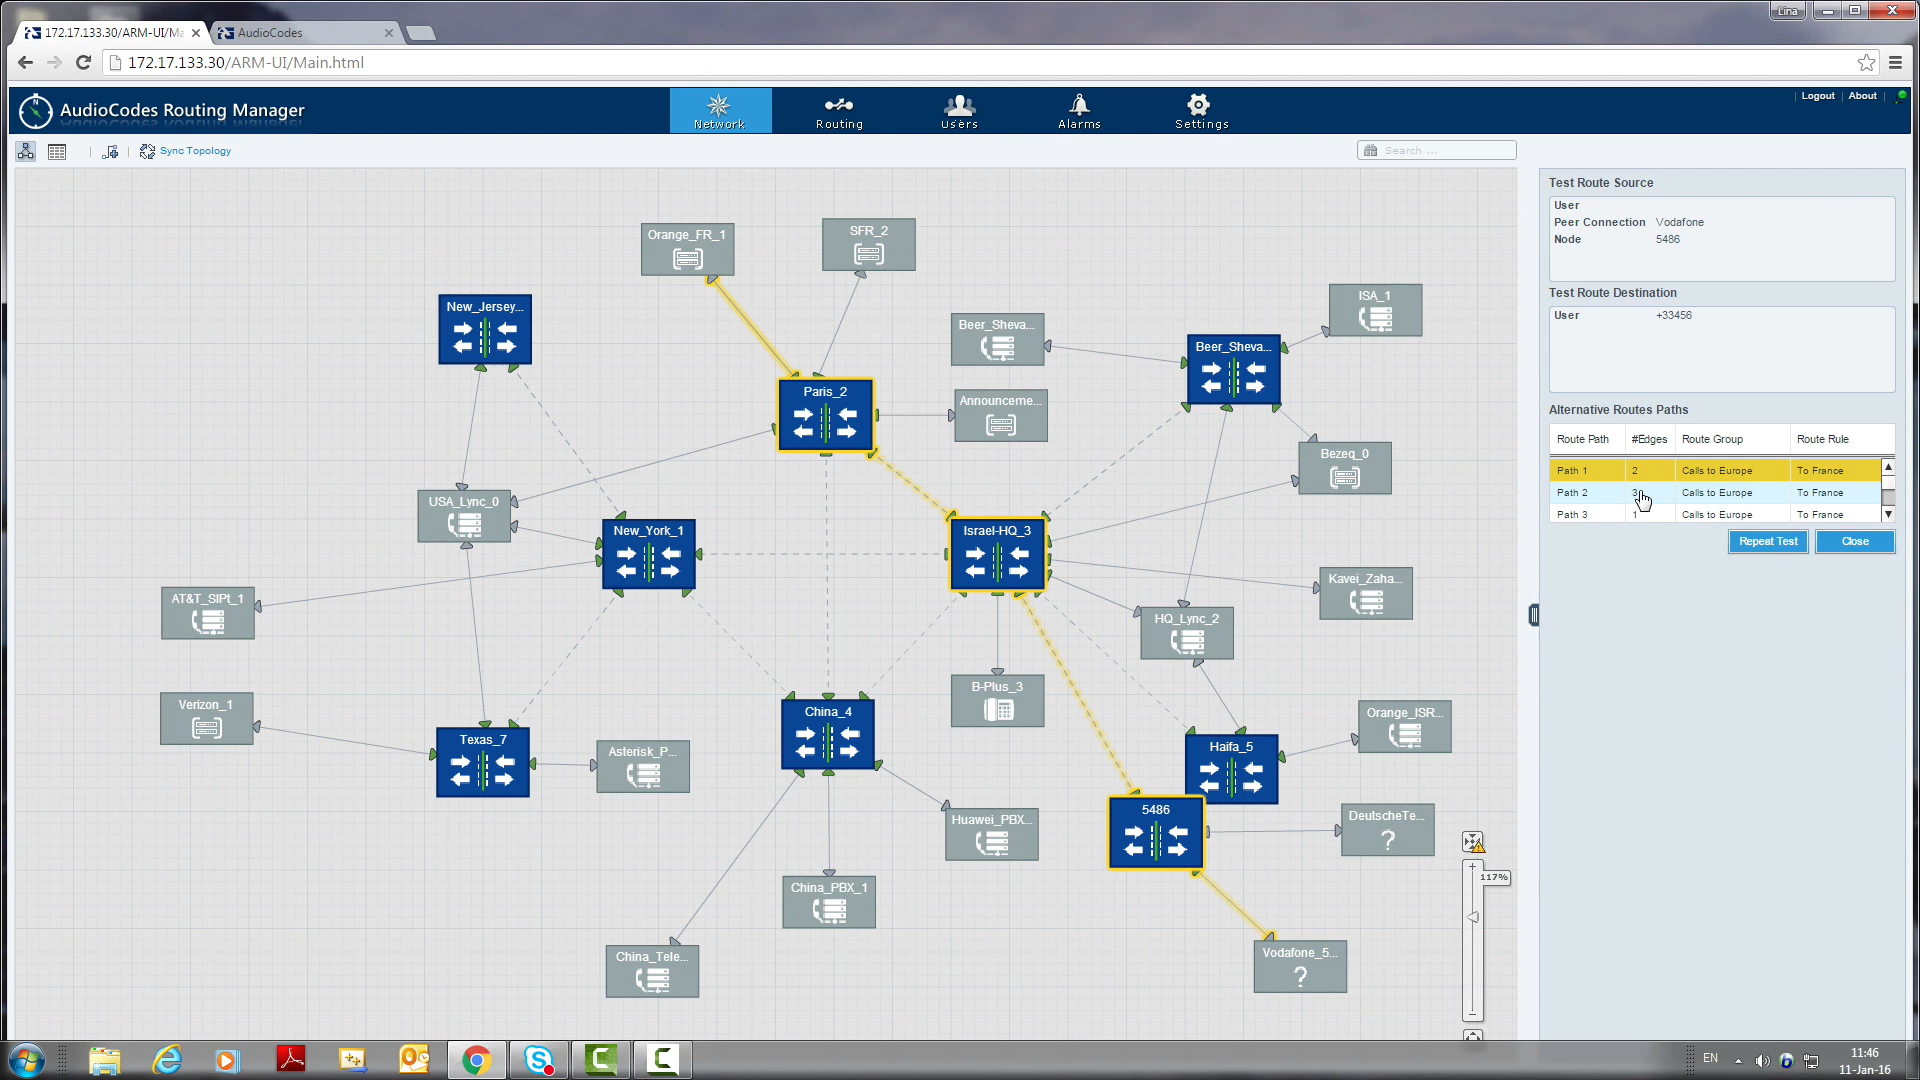 Lina
172.17.133.30/ARM-UI/Ma
AudioCodes
172.17.133.30/ARM-UI/Main.html
AudioCodes Routing Manager
Network
Routing
Users
Alarms
Settings
Logout
About
Sync Topology
Search ...
Orange_FR_1
SFR_2
New_Jersey...
Beer_Sheva...
ISA_1
Beer_Sheva...
Paris_2
Announceme...
Bezeq_0
USA_Lync_0
New_York_1
Israel-HQ_3
Kavei_Zaha...
AT&T_SIPt_1
HQ_Lync_2
B-Plus_3
Verizon_1
China_4
Orange_ISR...
Texas_7
Asterisk_P...
Haifa_5
5486
Huawei_PBX...
DeutscheTe...
China_PBX_1
China_Tele...
Vodafone_5...
117%
Test Route Source
User
Peer Connection Vodafone
Node 5486
Test Route Destination
User +33456
Alternative Routes Paths
Route Path #Edges Route Group Route Rule
Path 1 2 Calls to Europe To France
Path 2 3 Calls to Europe To France
Path 3 1 Calls to Europe To France
Repeat Test
Close
EN
11:46
11-Jan-16